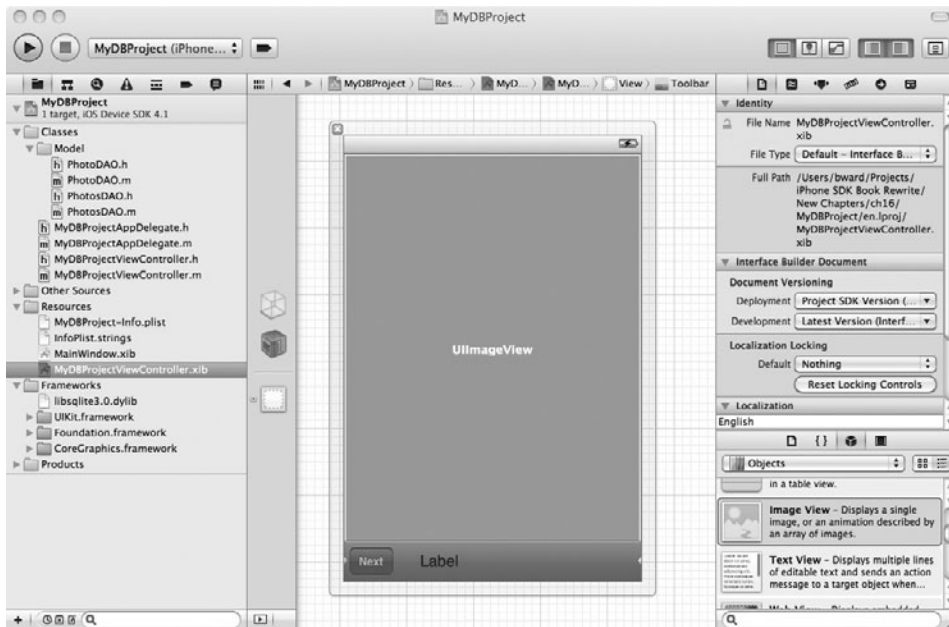 MyDBProject
MyDBProject (iPhone...
MyDBProject
1 target, iOS Device SDK 4.1
Classes
Model
PhotoDAO.h
PhotoDAO.m
PhotosDAO.h
PhotosDAO.m
MyDBProjectAppDelegate.h
MyDBProjectAppDelegate.m
MyDBProjectViewController.h
MyDBProjectViewController.m
Other Sources
Resources
MyDBProject-Info.plist
InfoPlist.strings
MainWindow.xib
MyDBProjectViewController.xib
Frameworks
libsqlite3.0.dylib
UIKit.framework
Foundation.framework
CoreGraphics.framework
Products
MyDBProject
Res...
MyD...
MyD...
View
Toolbar
UIImageView
Next
Label
Identity
File Name MyDBProjectViewController.
xib
File Type Default - Interface B...
Full Path /Users/bward/Projects/
iPhone SDK Book Rewrite/
New Chapters/ch16/
MyDBProject/en.lproj/
MyDBProjectViewController.
xib
Interface Builder Document
Document Versioning
Deployment Project SDK Version (...
Development Latest Version (Interf...
Localization Locking
Default Nothing
Reset Locking Controls
Localization
English
{}
Objects
in a table view.
Image View - Displays a single
image, or an animation described by
an array of images.
Text View - Displays multiple lines
of editable text and sends an action
message to a target object when...